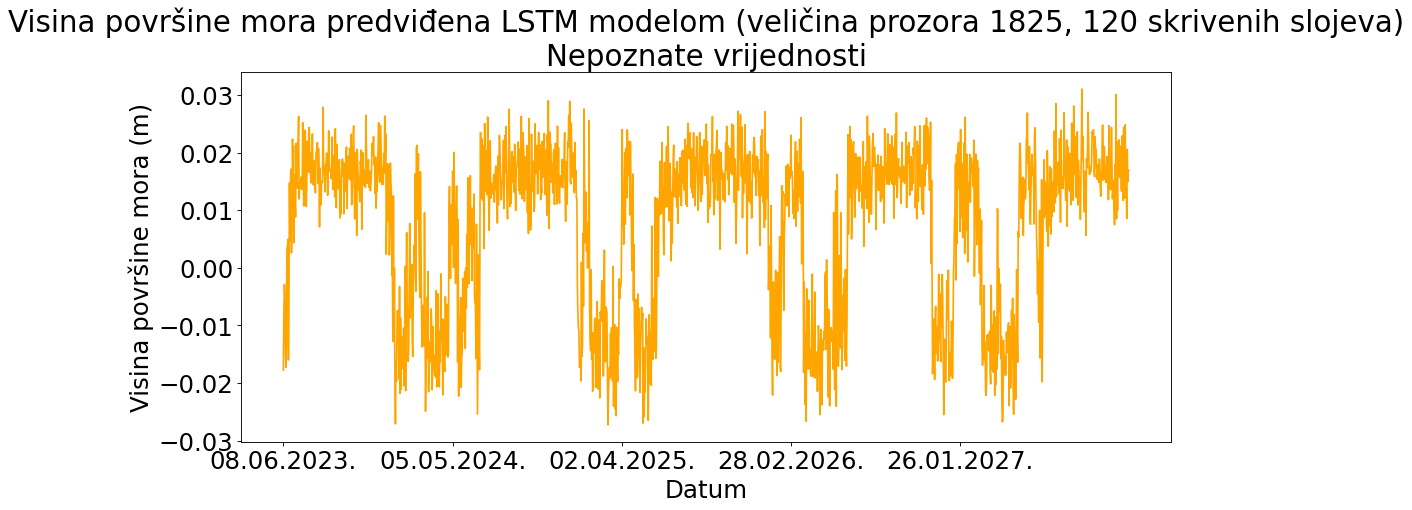 Visina površine mora predviđena LSTM modelom (veličina prozora 1825, 120 skrivenih slojeva)
Nepoznate vrijednosti
Visina površine mora (m)
0.03
0.02
0.01
0.00
−0.01
−0.02
−0.03
08.06.2023. 05.05.2024. 02.04.2025. 28.02.2026. 26.01.2027.
Datum